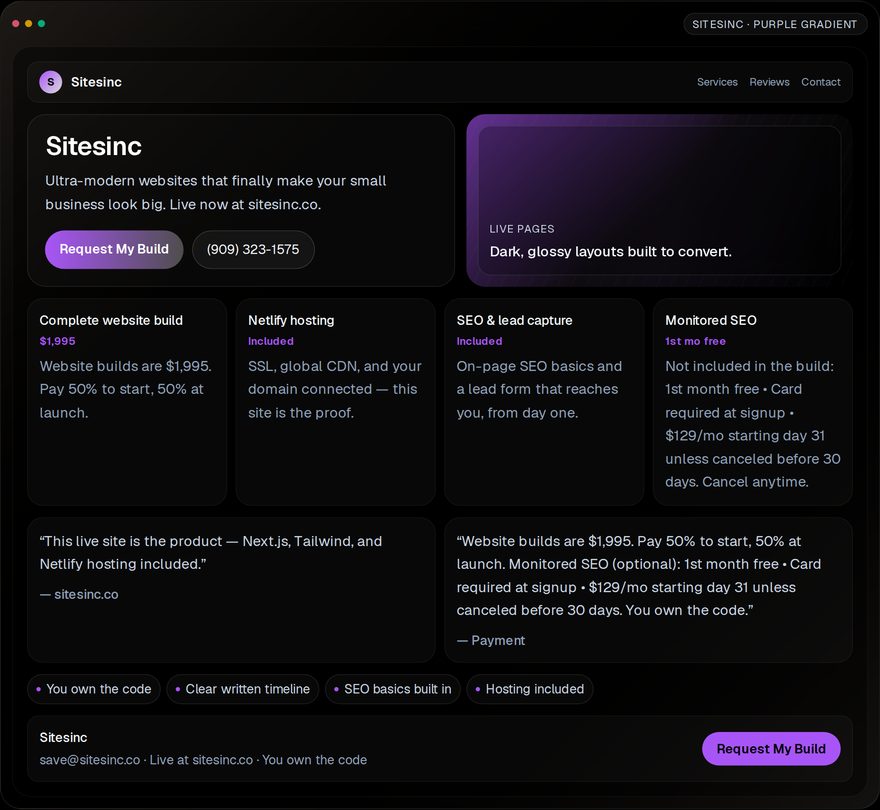 SITESINC · PURPLE GRADIENT
S Sitesinc
Services Reviews Contact
Sitesinc
Ultra-modern websites that finally make your small
business look big. Live now at sitesinc.co.
Request My Build (909) 323-1575
LIVE PAGES
Dark, glossy layouts built to convert.
Complete website build
$1,995
Website builds are $1,995.
Pay 50% to start, 50% at
launch.
Netlify hosting
Included
SSL, global CDN, and your
domain connected — this
site is the proof.
SEO & lead capture
Included
On-page SEO basics and
a lead form that reaches
you, from day one.
Monitored SEO
1st mo free
Not included in the build:
1st month free • Card
required at signup •
$129/mo starting day 31
unless canceled before 30
days. Cancel anytime.
“This live site is the product — Next.js, Tailwind, and
Netlify hosting included.”
— sitesinc.co
“Website builds are $1,995. Pay 50% to start, 50% at
launch. Monitored SEO (optional): 1st month free • Card
required at signup • $129/mo starting day 31 unless
canceled before 30 days. You own the code.”
— Payment
• You own the code • Clear written timeline • SEO basics built in • Hosting included
Sitesinc
save@sitesinc.co · Live at sitesinc.co · You own the code
Request My Build